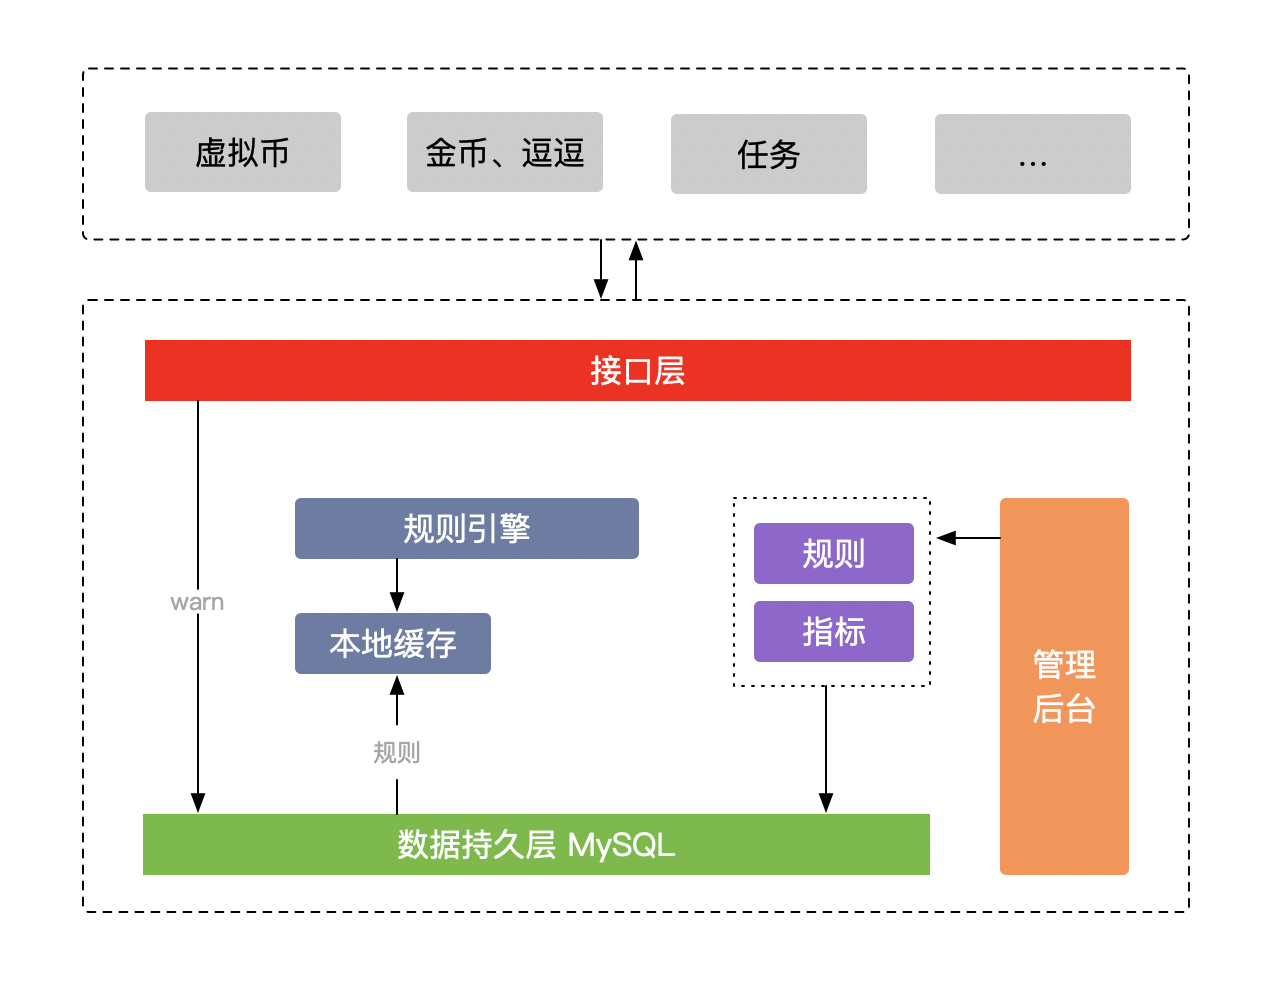 虚拟币
金币、逗逗
任务
...
接口层
规则引擎
规则
warn
本地缓存
指标
管理
后台
规则
数据持久层 MySQL